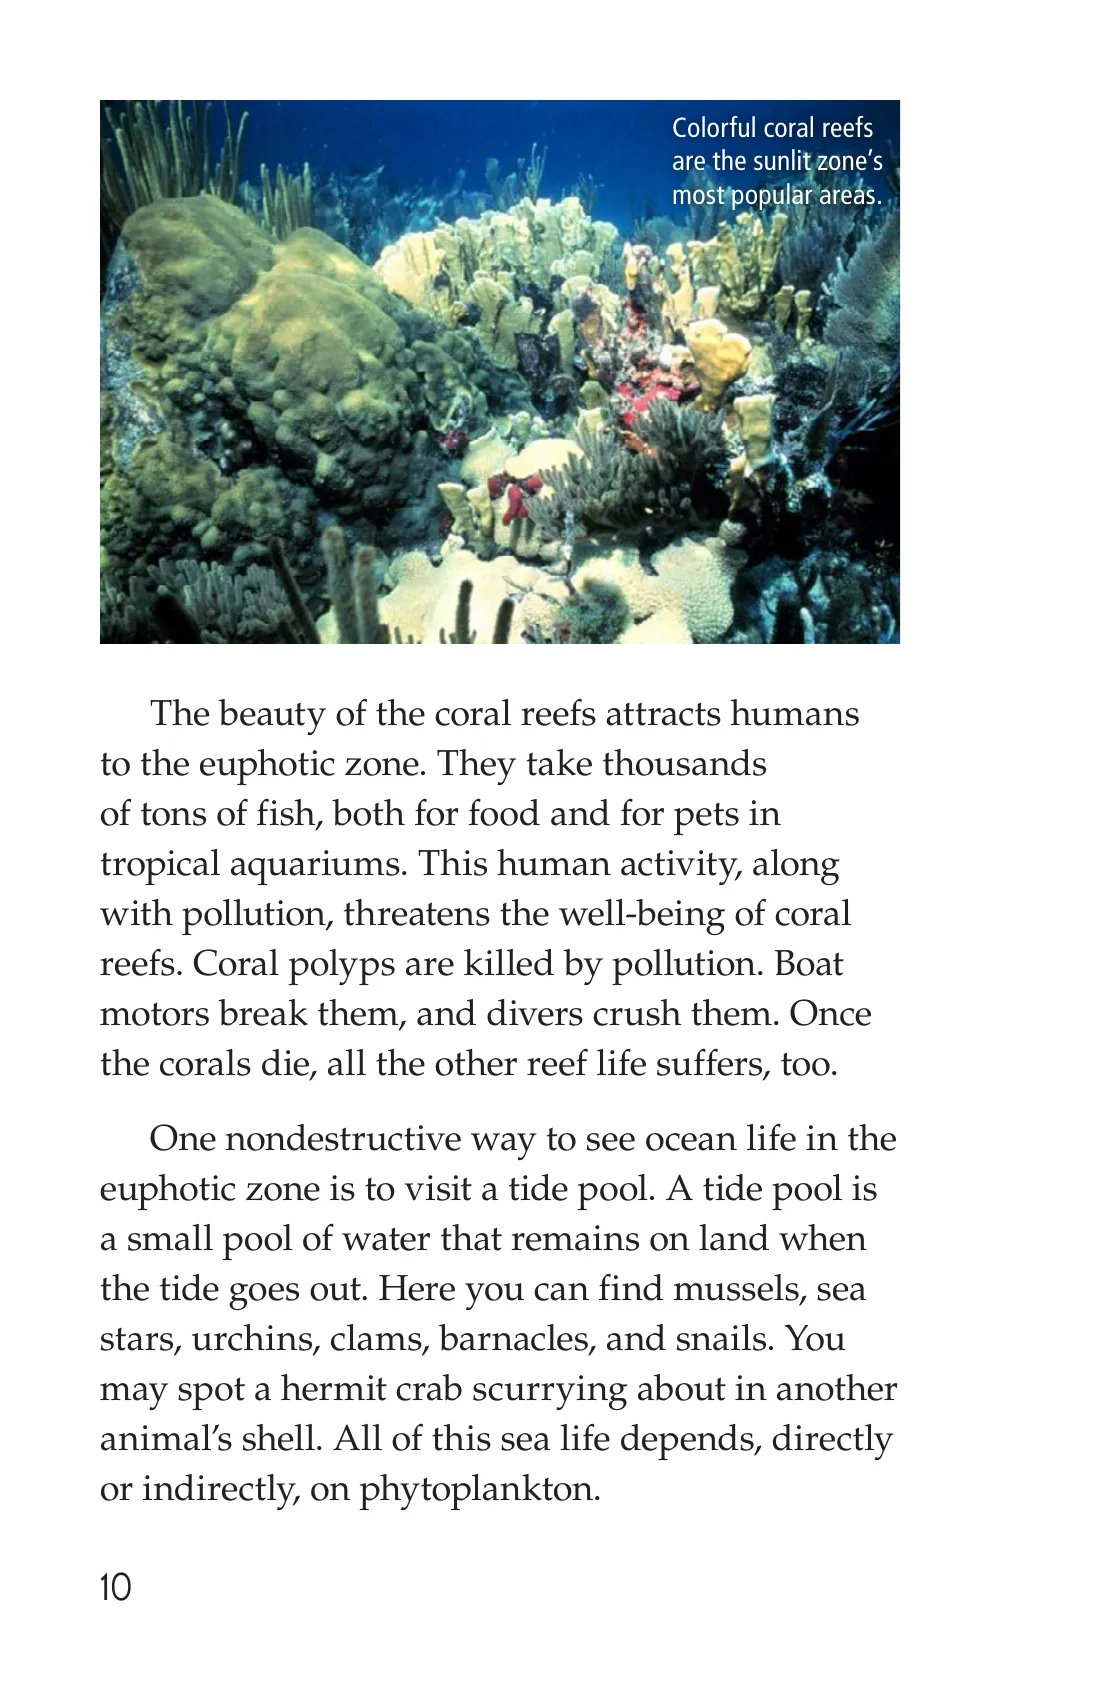 Colorful coral reefs
are the sunlit zone's
most popular areas.
The beauty of the coral reefs attracts humans
to the euphotic zone. They take thousands
of tons of fish, both for food and for pets in
tropical aquariums. This human activity, along
with pollution, threatens the well-being of coral
reefs. Coral polyps are killed by pollution. Boat
motors break them, and divers crush them. Once
the corals die, all the other reef life suffers, too.
One nondestructive way to see ocean life in the
euphotic zone is to visit a tide pool. A tide pool is
a small pool of water that remains on land when
the tide goes out. Here you can find mussels, sea
stars, urchins, clams, barnacles, and snails. You
may spot a hermit crab scurrying about in another
animal's shell. All of this sea life depends, directly
or indirectly, on phytoplankton.
10